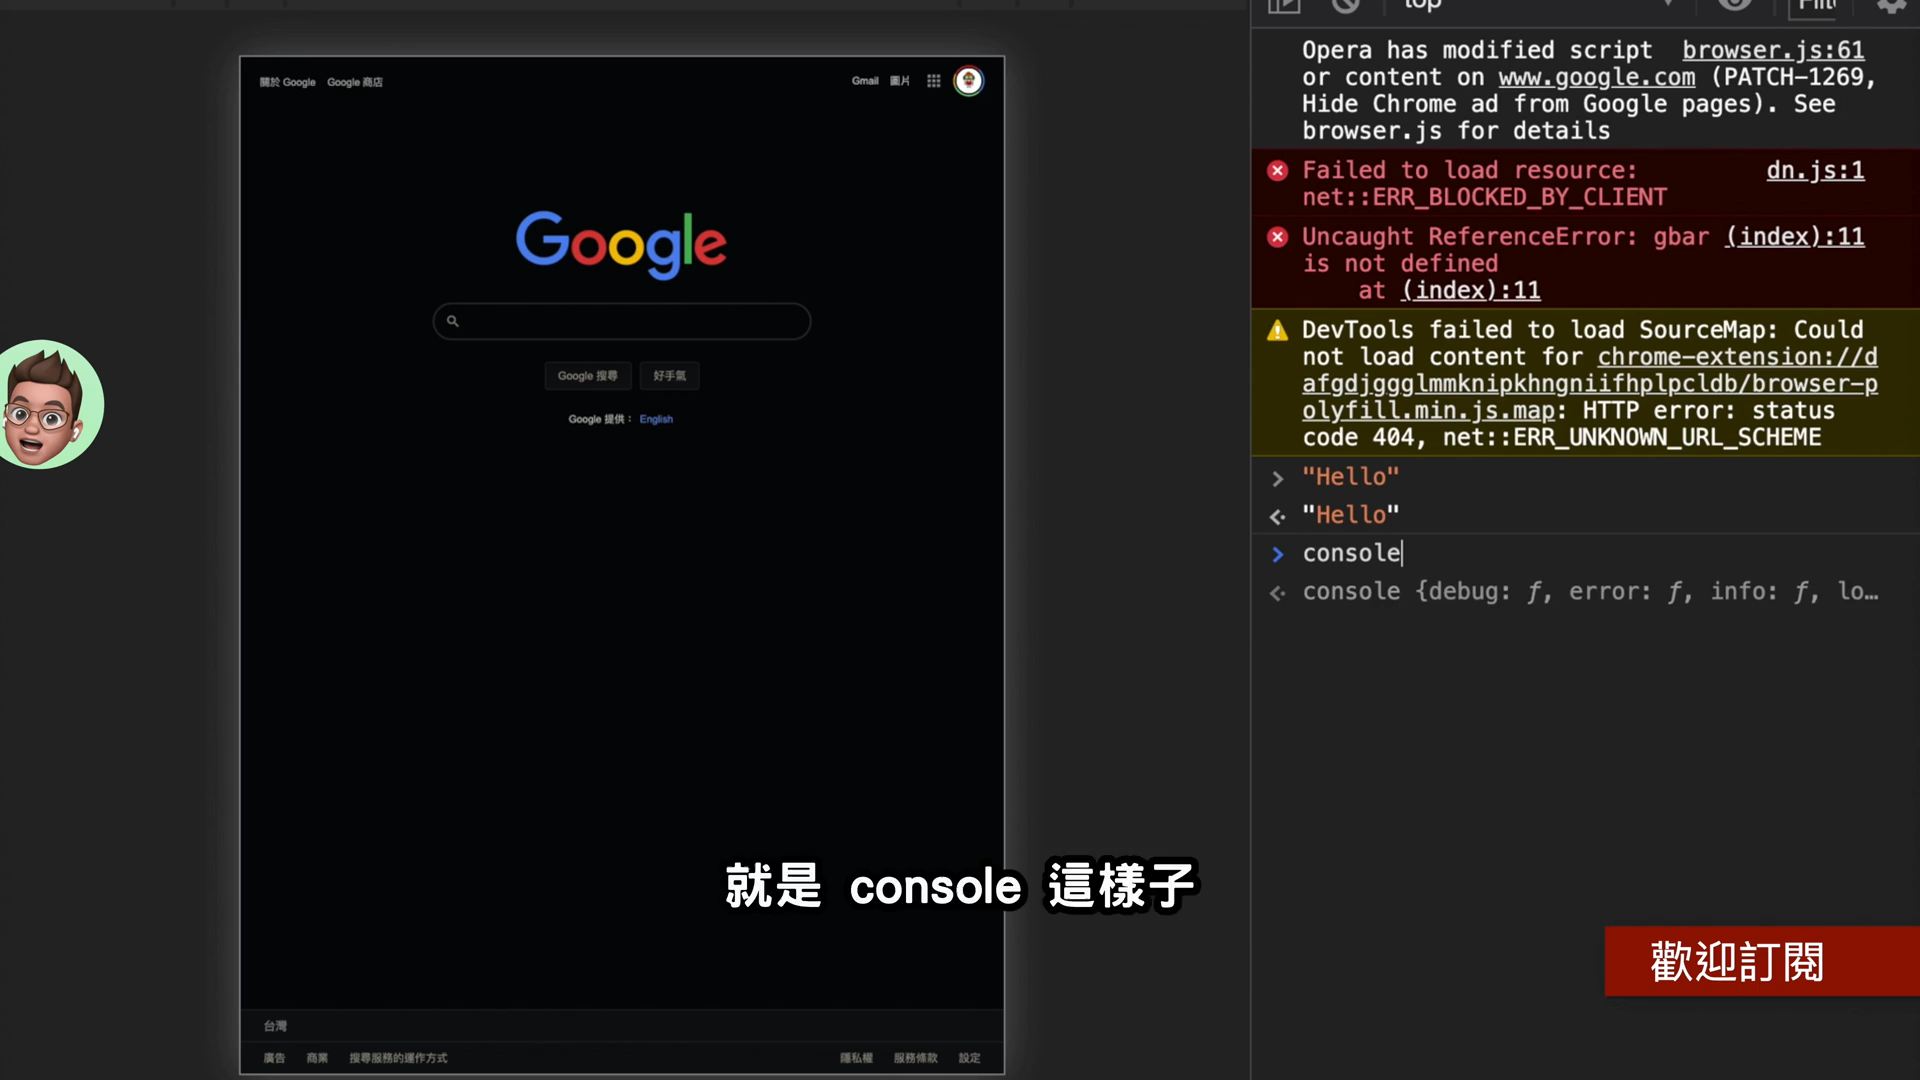 關於 Google Google 商店
Gmail 圖片
Google
Google 搜尋 好手氣
Google 提供： English
台灣
廣告 商業 搜尋服務的運作方式
隱私權 服務條款 設定
top
Opera has modified script browser.js:61
or content on www.google.com (PATCH-1269,
Hide Chrome ad from Google pages). See
browser.js for details
Failed to load resource: dn.js:1
net::ERR_BLOCKED_BY_CLIENT
Uncaught ReferenceError: gbar (index):11
is not defined
at (index):11
DevTools failed to load SourceMap: Could
not load content for chrome-extension://d
afgdjggglmmknipkhngniifhplpcldb/browser-p
olyfill.min.js.map: HTTP error: status
code 404, net::ERR_UNKNOWN_URL_SCHEME
> "Hello"
"Hello"
> console
console {debug: ƒ, error: ƒ, info: ƒ, lo…
就是 console 這樣子
歡迎訂閱